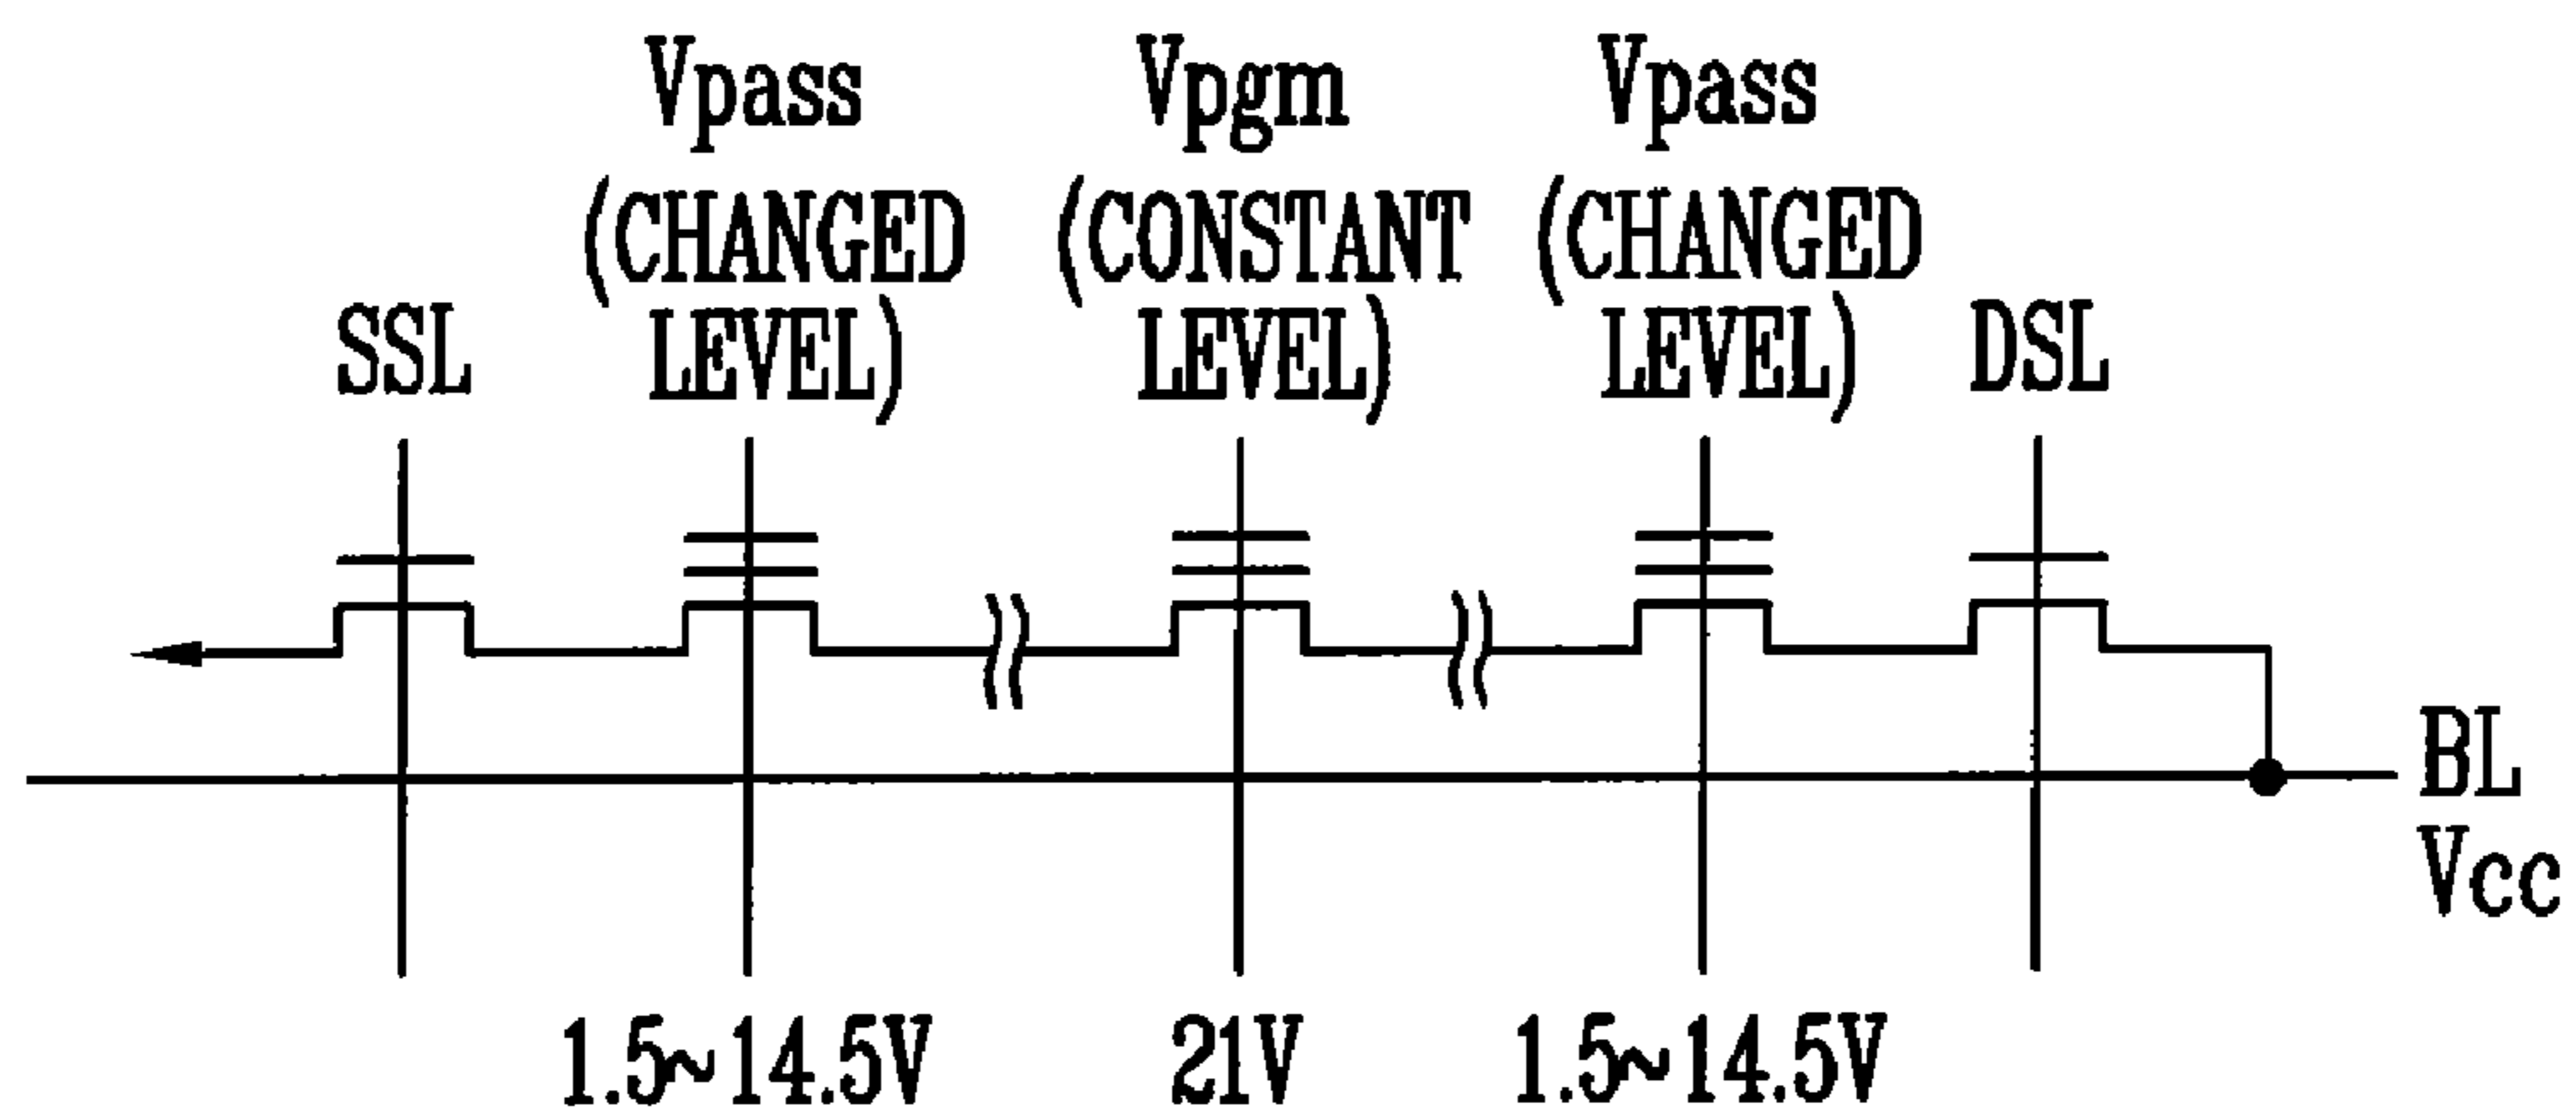 Vpass
(CHANGED
LEVEL)
Vpgm
(CONSTANT
LEVEL)
Vpass
(CHANGED
LEVEL)
SSL
DSL
BL
Vcc
1.5~14.5V
21V
1.5~14.5V